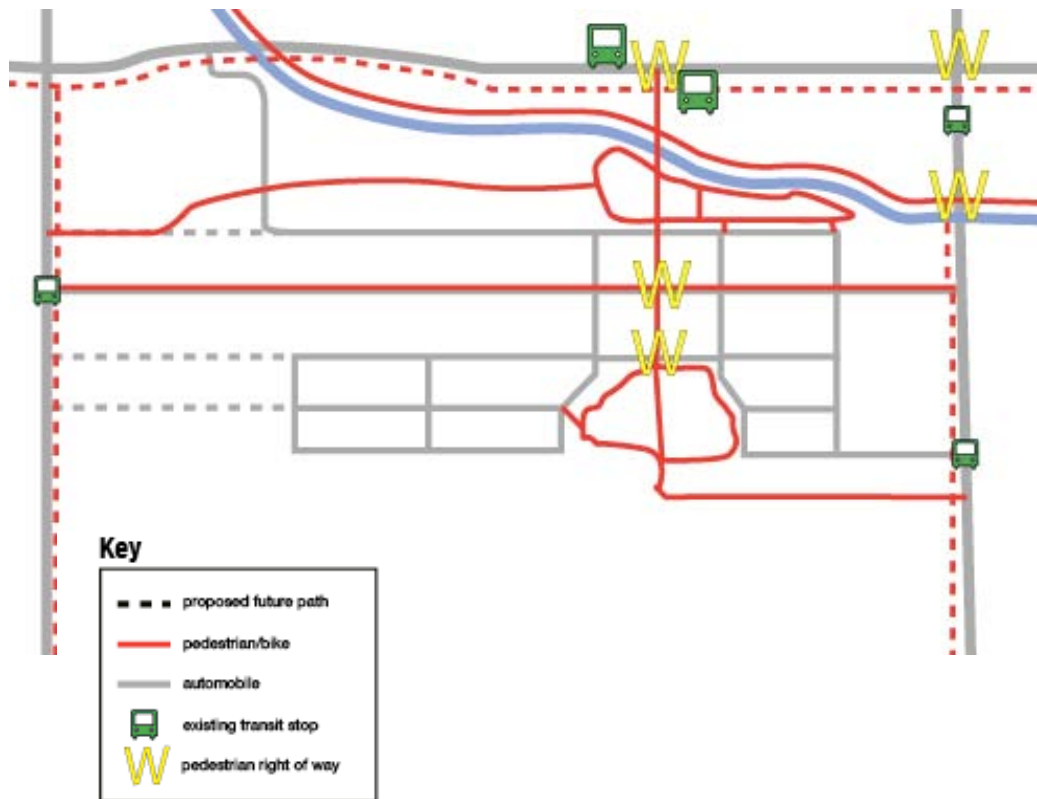 W
W
W
W
W
Key
proposed future path
pedestrian/bike
automobile
existing transit stop
W
pedestrian right of way